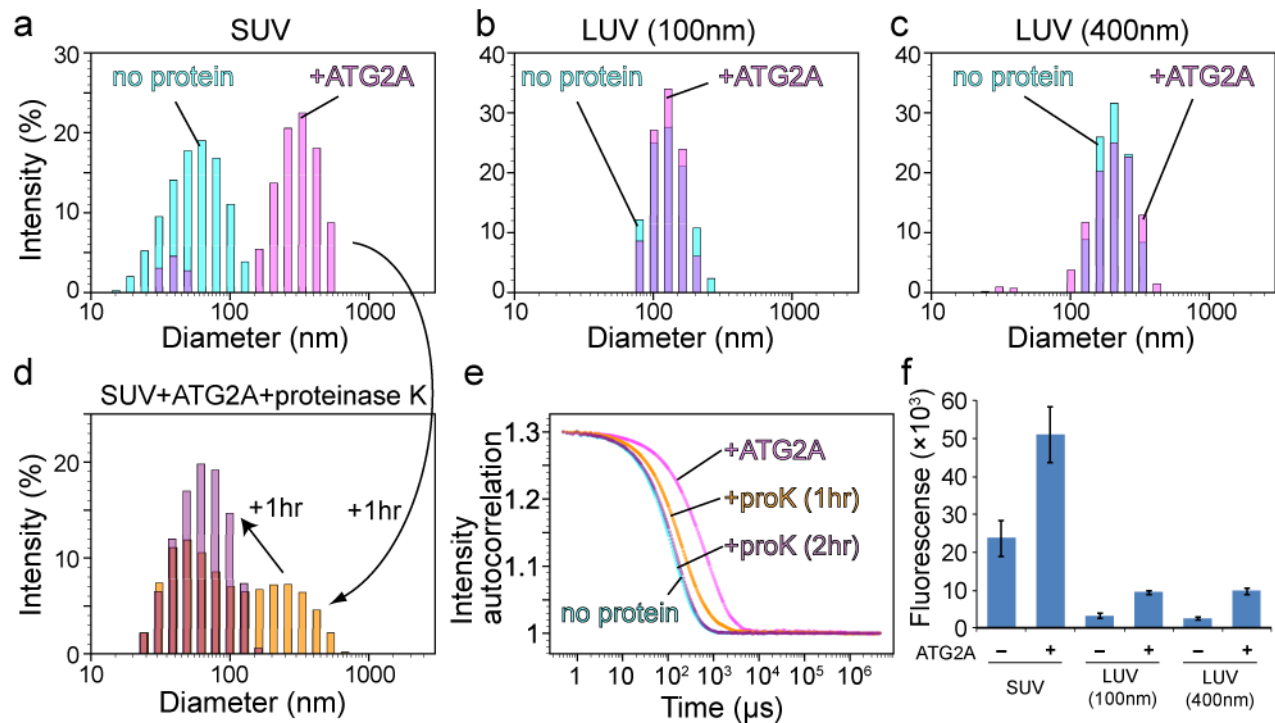 a
SUV
no protein
+ATG2A
Intensity (%)
30
20
10
0
10
100
1000
Diameter (nm)
b
LUV (100nm)
no protein
+ATG2A
40
30
20
10
0
10
100
1000
Diameter (nm)
c
LUV (400nm)
no protein
+ATG2A
40
30
20
10
0
10
100
1000
Diameter (nm)
d
SUV+ATG2A+proteinase K
+1hr
+1hr
Intensity (%)
20
10
0
10
100
1000
Diameter (nm)
e
Intensity
autocorrelation
1.3
1.2
1.1
1
+ATG2A
+proK (1hr)
+proK (2hr)
no protein
1
10
10²
10³
10⁴
10⁵
10⁶
Time (µs)
f
Fluorescense (×10³)
60
50
40
30
20
10
0
ATG2A − + − + − +
SUV
LUV
(100nm)
LUV
(400nm)